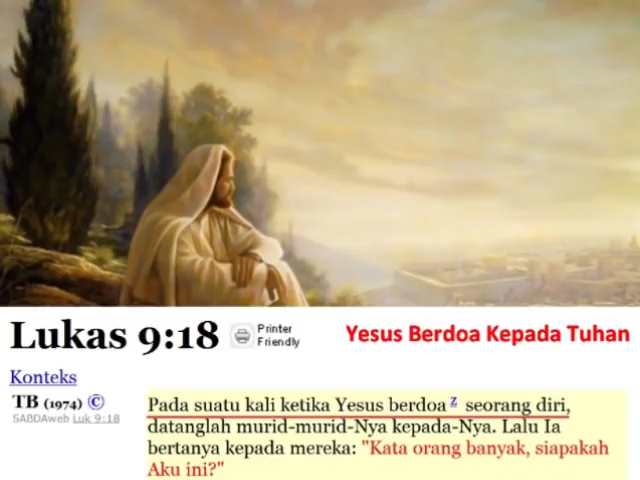 Lukas 9:18
Printer
Friendly
Yesus Berdoa Kepada Tuhan
Konteks
TB (1974) ©
SABDAweb Luk 9:18
Pada suatu kali ketika Yesus berdoa z seorang diri,
datanglah murid-murid-Nya kepada-Nya. Lalu Ia
bertanya kepada mereka: "Kata orang banyak, siapakah
Aku ini?"